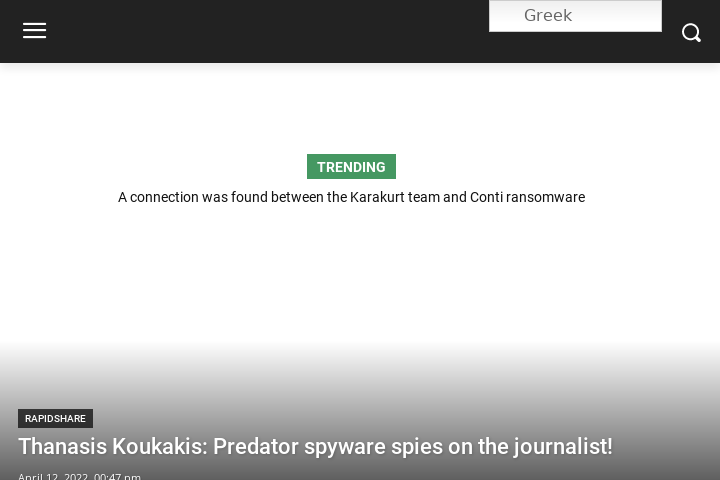 Greek
TRENDING
A connection was found between the Karakurt team and Conti ransomware
RAPIDSHARE
Thanasis Koukakis: Predator spyware spies on the journalist!
April 12, 2022, 00:47 pm